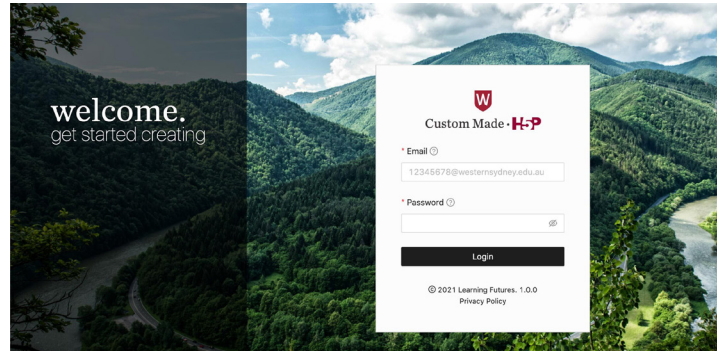 welcome.
get started creating
W
Custom Made · H5P
* Email ?
12345678@westernsydney.edu.au
* Password ?
Login
© 2021 Learning Futures. 1.0.0
Privacy Policy